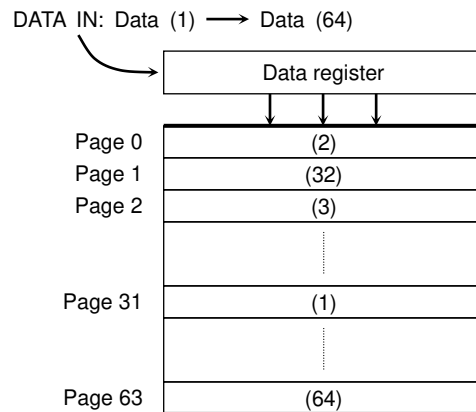 DATA IN: Data (1) → Data (64)
Data register
Page 0 (2)
Page 1 (32)
Page 2 (3)
Page 31 (1)
Page 63 (64)